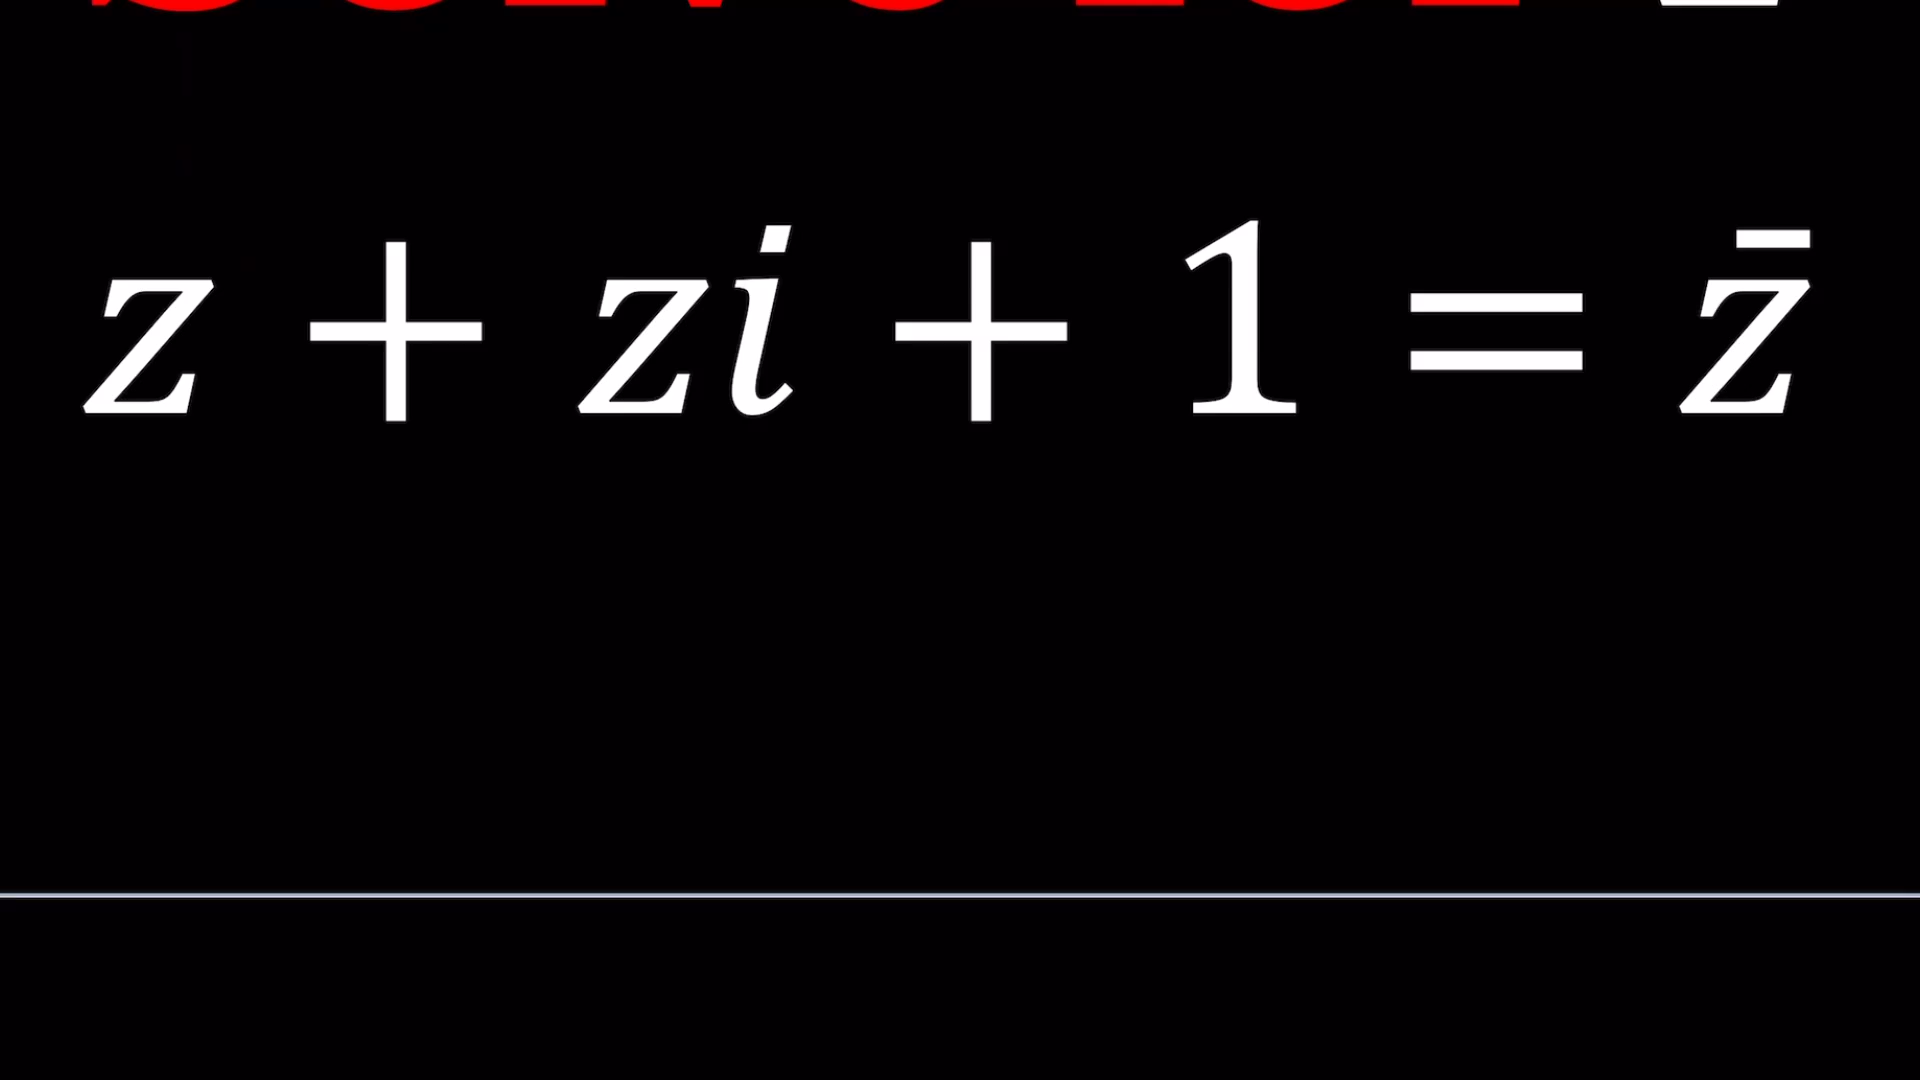 z + zi + 1 = z̄